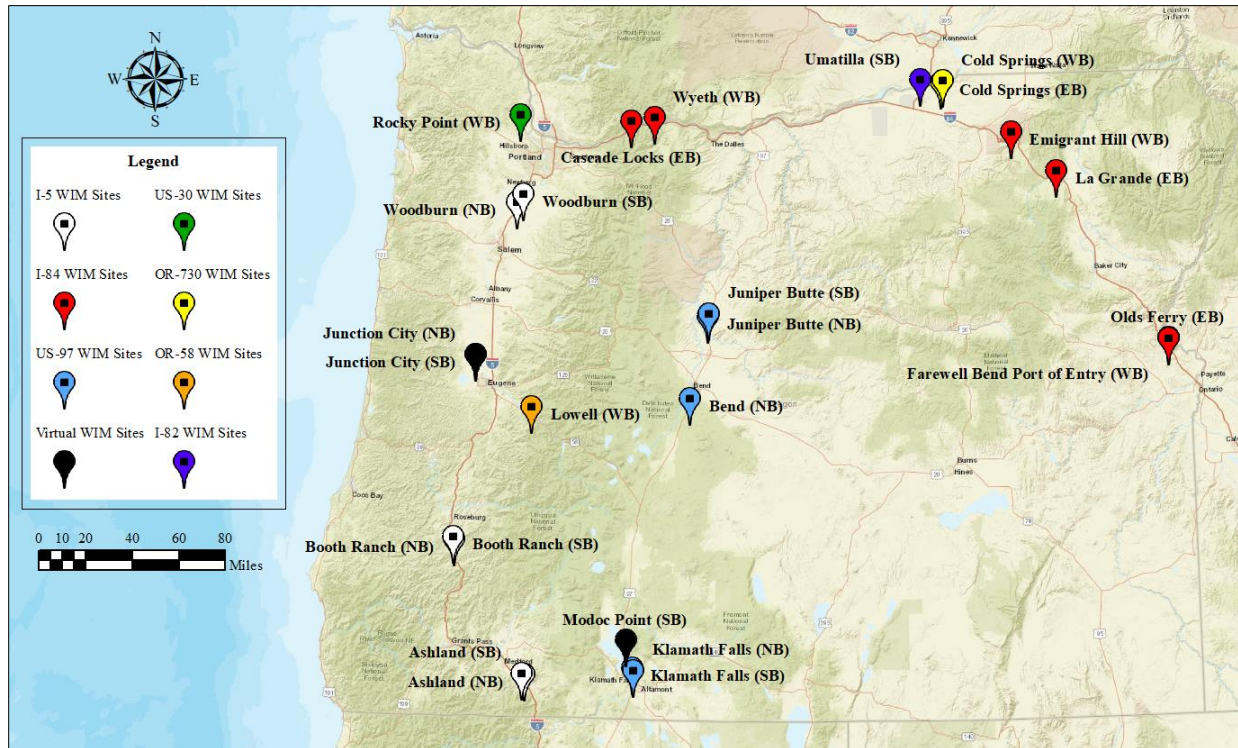 N
W E
S
Legend
I-5 WIM Sites US-30 WIM Sites
I-84 WIM Sites OR-730 WIM Sites
US-97 WIM Sites OR-58 WIM Sites
Virtual WIM Sites I-82 WIM Sites
0 10 20 40 60 80
Miles
Astoria
Longview
Kennewick
Umatilla (SB)
Cold Springs (WB)
Cold Springs (EB)
Wyeth (WB)
Rocky Point (WB)
Hillsboro
Portland
Cascade Locks (EB)
The Dalles
Emigrant Hill (WB)
La Grande (EB)
Newberg
Woodburn (NB)
Woodburn (SB)
Salem
Baker City
Albany
Corvallis
Juniper Butte (SB)
Juniper Butte (NB)
Junction City (NB)
Junction City (SB)
Olds Ferry (EB)
Farewell Bend Port of Entry (WB)
Payette
Ontario
Eugene
Bend
Lowell (WB)
Bend (NB)
Burns
Hines
Coos Bay
Roseburg
Booth Ranch (NB)
Booth Ranch (SB)
Modoc Point (SB)
Fremont
National
Forest
Grants Pass
Ashland (SB)
Medford
Ashland (NB)
Klamath Falls (NB)
Klamath Falls (SB)
Altamont